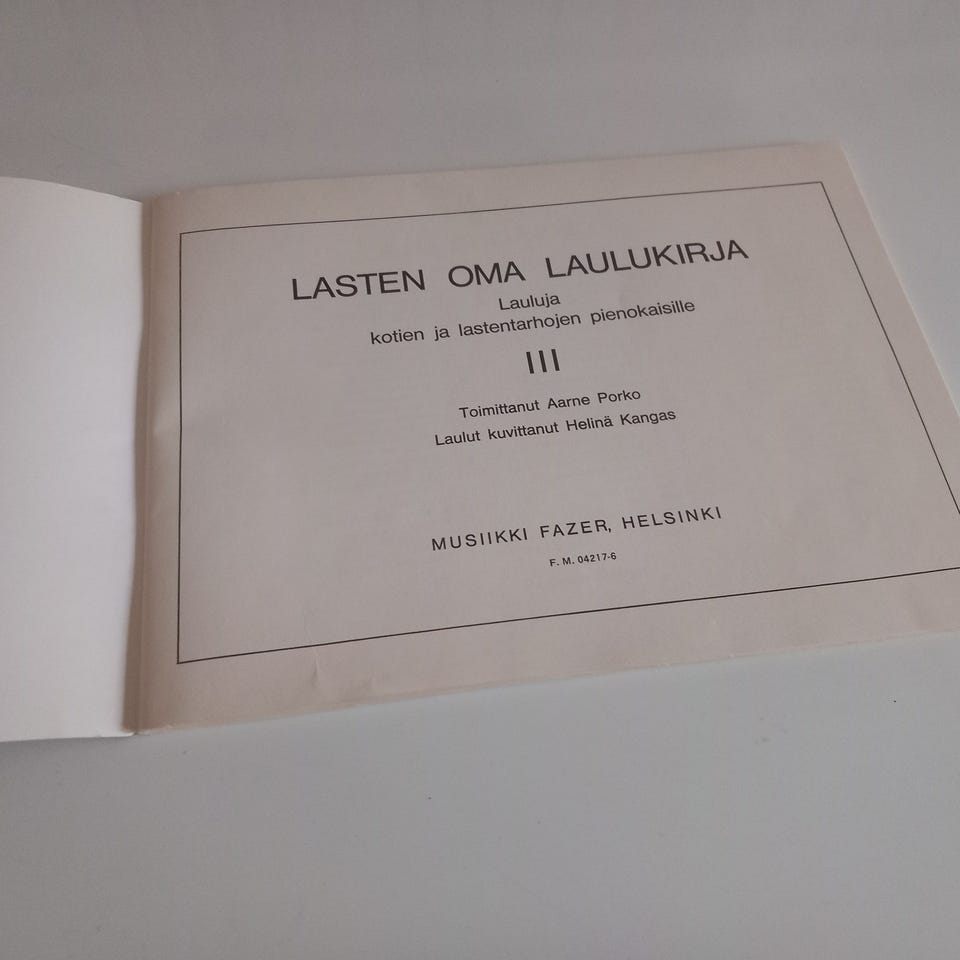 LASTEN OMA LAULUKIRJA
Lauluja
kotien ja lastentarhojen pienokaisille
III
Toimittanut Aarne Porko
Laulut kuvittanut Helinä Kangas
MUSIIKKI FAZER, HELSINKI
F. M. 04217-6